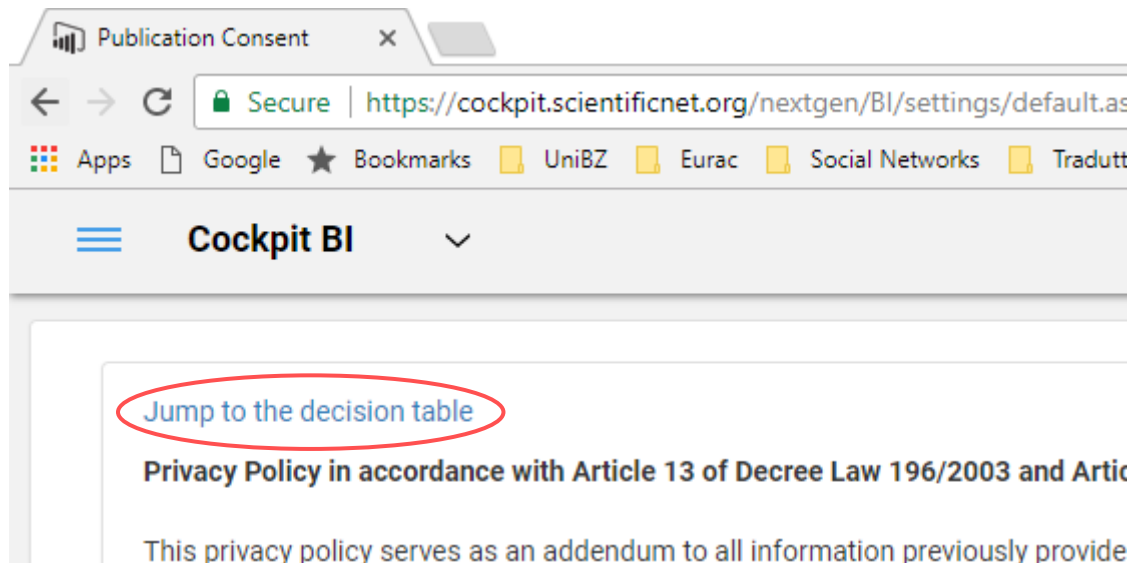 Publication Consent
Secure | https://cockpit.scientificnet.org/nextgen/BI/settings/default.as
Apps Google Bookmarks UniBZ Eurac Social Networks Tradutt
Cockpit BI
Jump to the decision table
Privacy Policy in accordance with Article 13 of Decree Law 196/2003 and Artic
This privacy policy serves as an addendum to all information previously provide